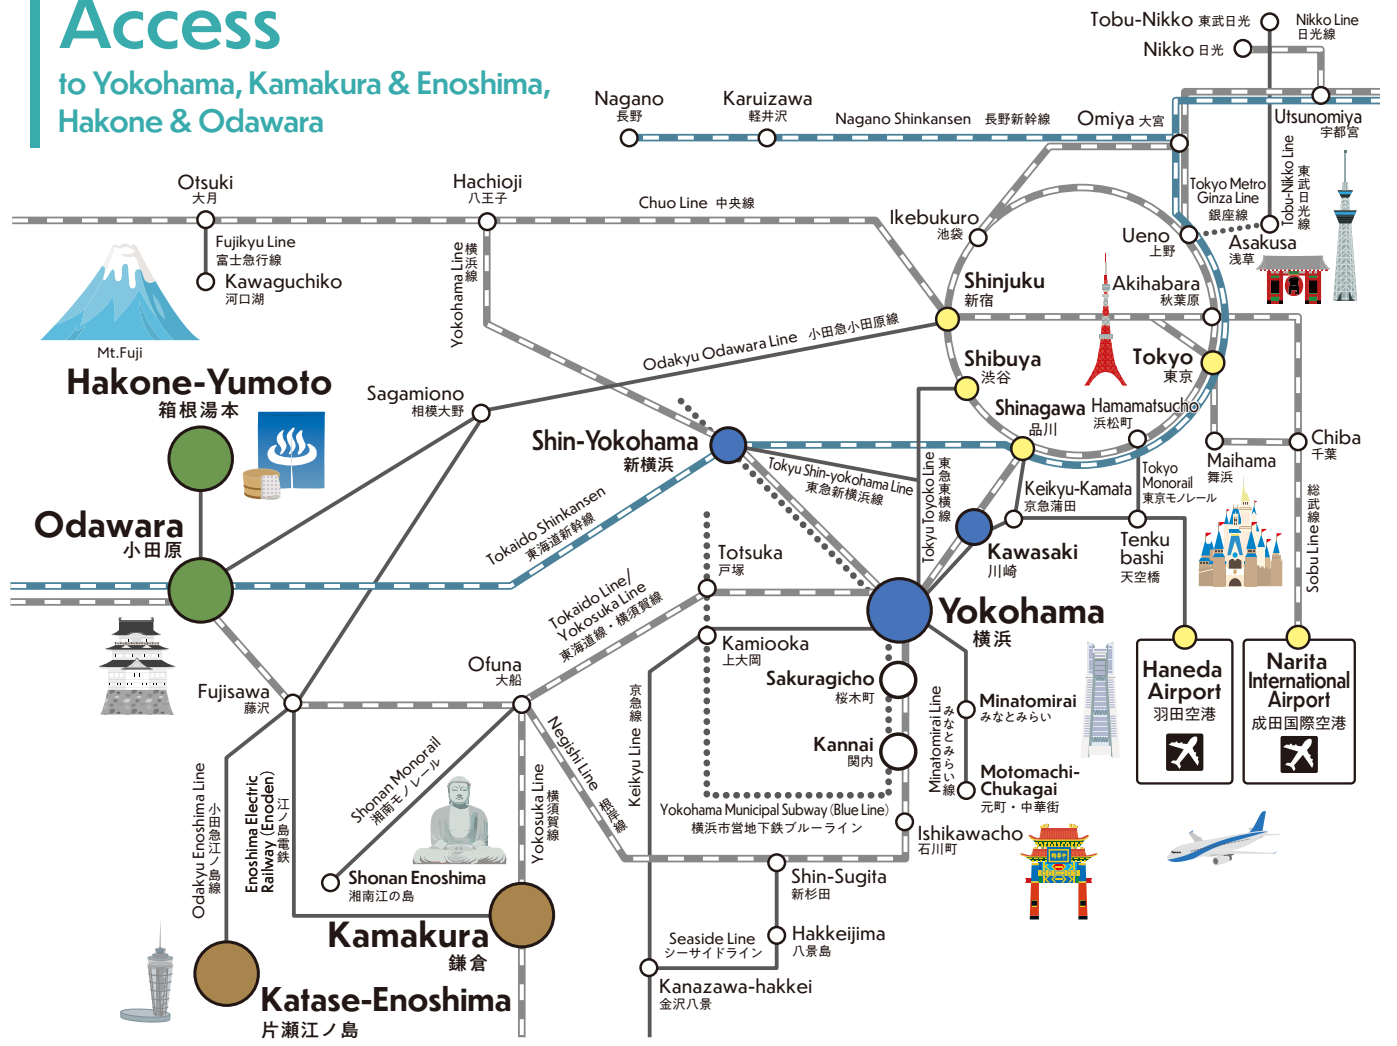 Access
to Yokohama, Kamakura & Enoshima,
Hakone & Odawara
Tobu-Nikko 東武日光
Nikko Line
日光線
Nikko 日光
Nagano
長野
Karuizawa
軽井沢
Nagano Shinkansen 長野新幹線
Omiya 大宮
Utsunomiya
宇都宮
Tobu-Nikko Line
東武日光線
Otsuki
大月
Hachioji
八王子
Chuo Line 中央線
Tokyo Metro
Ginza Line
銀座線
Ikebukuro
池袋
Ueno
上野
Asakusa
浅草
Fujikyu Line
富士急行線
Kawaguchiko
河口湖
Yokohama Line
横浜線
Shinjuku
新宿
Akihabara
秋葉原
Mt.Fuji
Odakyu Odawara Line 小田急小田原線
Shibuya
渋谷
Tokyo
東京
Hakone-Yumoto
箱根湯本
Sagamiono
相模大野
Shinagawa
品川
Hamamatsucho
浜松町
Shin-Yokohama
新横浜
Maihama
舞浜
Chiba
千葉
Tokyo Shin-yokohama Line
東急新横浜線
Tokyu Toyoko Line
東急東横線
Keikyu-Kamata
京急蒲田
Tokyo
Monorail
東京モノレール
Odawara
小田原
Tokaido Shinkansen
東海道新幹線
Kawasaki
川崎
Tenku
bashi
天空橋
Sobu Line
総武線
Totsuka
戸塚
Tokaido Line/
Yokosuka Line
東海道線・横須賀線
Yokohama
横浜
Kamiooka
上大岡
Ofuna
大船
Fujisawa
藤沢
Sakuragicho
桜木町
Minatomirai
みなとみらい
Haneda
Airport
羽田空港
Narita
International
Airport
成田国際空港
Kannai
関内
Minatomirai Line
みなとみらい線
Motomachi-
Chukagai
元町・中華街
Keikyu Line
京急線
Negishi Line 根岸線
Shonan Monorail
湘南モノレール
Yokosuka Line
横須賀線
Odakyu Enoshima Line
小田急江ノ島線
Enoshima Electric
Railway (Enoden)
江ノ島電鉄
Yokohama Municipal Subway (Blue Line)
横浜市営地下鉄ブルーライン
Ishikawacho
石川町
Shonan Enoshima
湘南江の島
Shin-Sugita
新杉田
Kamakura
鎌倉
Seaside Line
シーサイドライン
Hakkeijima
八景島
Katase-Enoshima
片瀬江ノ島
Kanazawa-hakkei
金沢八景